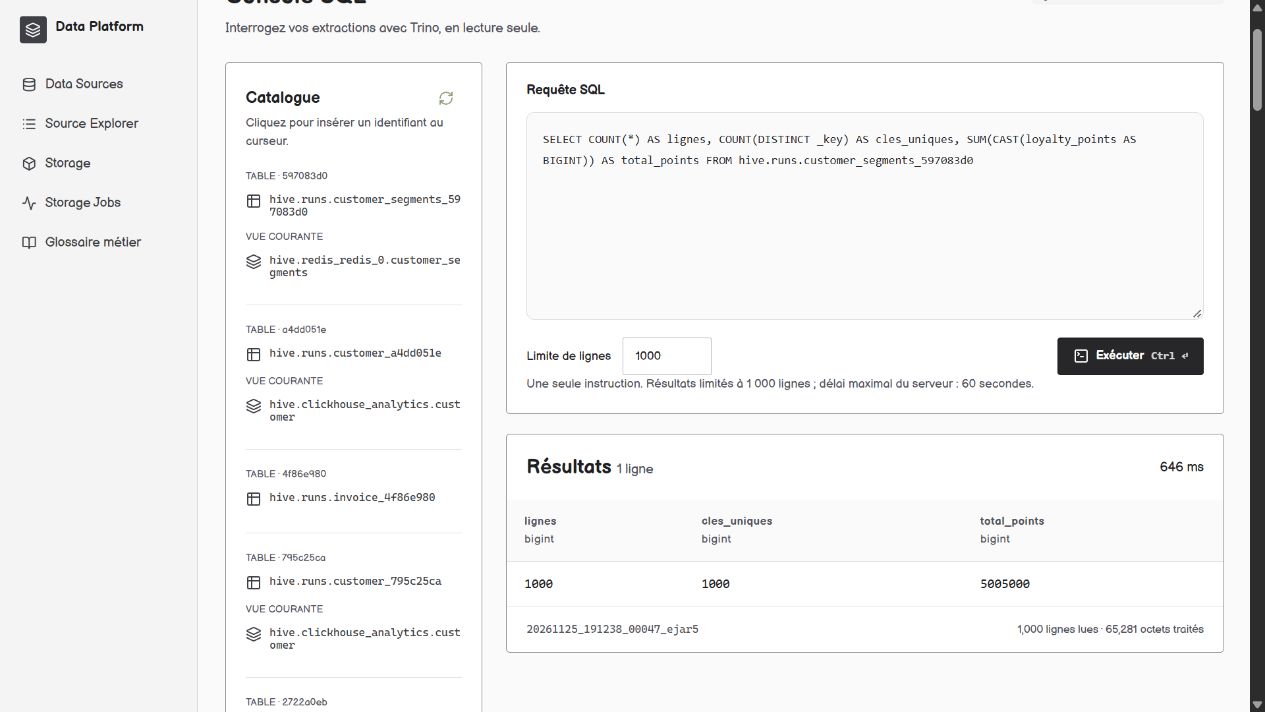 Console SQL
Data Platform
Interrogez vos extractions avec Trino, en lecture seule.
Data Sources
Source Explorer
Storage
Storage Jobs
Glossaire métier
Catalogue
Cliquez pour insérer un identifiant au
curseur.
TABLE · 597083d0
hive.runs.customer_segments_59
7083d0
VUE COURANTE
hive.redis_redis_0.customer_se
gments
TABLE · a4dd051e
hive.runs.customer_a4dd051e
VUE COURANTE
hive.clickhouse_analytics.cust
omer
TABLE · 4f86e980
hive.runs.invoice_4f86e980
TABLE · 795c25ca
hive.runs.customer_795c25ca
VUE COURANTE
hive.clickhouse_analytics.cust
omer
TABLE · 2722a0eb
Requête SQL
SELECT COUNT(*) AS lignes, COUNT(DISTINCT _key) AS cles_uniques, SUM(CAST(loyalty_points AS
BIGINT)) AS total_points FROM hive.runs.customer_segments_597083d0
Limite de lignes 1000
Exécuter Ctrl ↵
Une seule instruction. Résultats limités à 1 000 lignes ; délai maximal du serveur : 60 secondes.
Résultats 1 ligne 646 ms
lignes cles_uniques total_points
bigint bigint bigint
1000 1000 5005000
20261125_191238_00047_ejar5 1,000 lignes lues · 65,281 octets traités